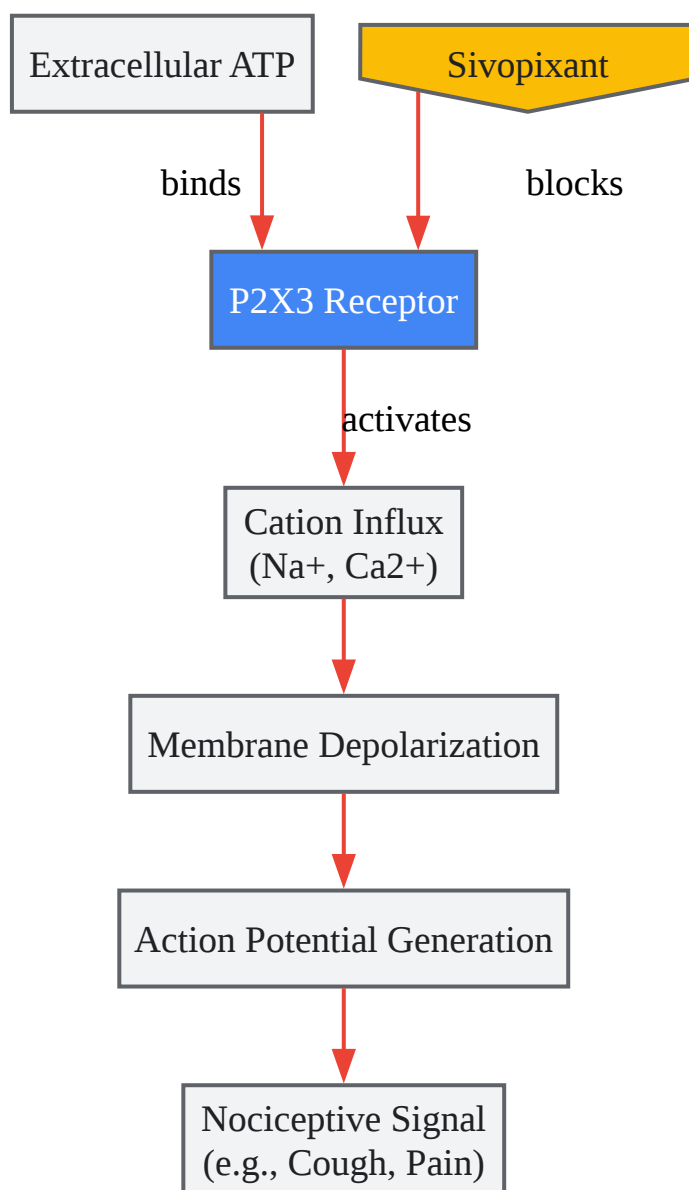 Extracellular ATP
Sivopixant
binds
blocks
P2X3 Receptor
activates
Cation Influx
(Na+, Ca2+)
Membrane Depolarization
Action Potential Generation
Nociceptive Signal
(e.g., Cough, Pain)